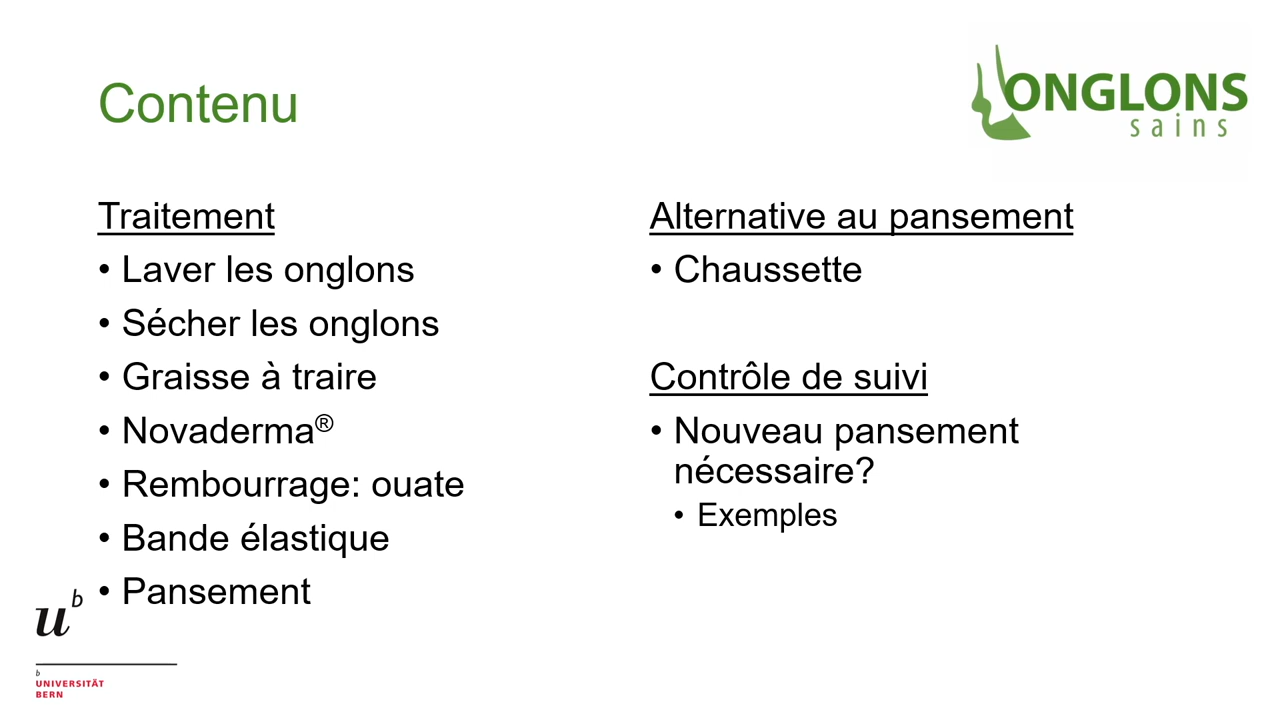 Contenu
ONGLONS
sains
Traitement
• Laver les onglons
• Sécher les onglons
• Graisse à traire
• Novaderma®
• Rembourrage: ouate
• Bande élastique
• Pansement
Alternative au pansement
• Chaussette
Contrôle de suivi
• Nouveau pansement
nécessaire?
• Exemples
u b
b
UNIVERSITÄT
BERN